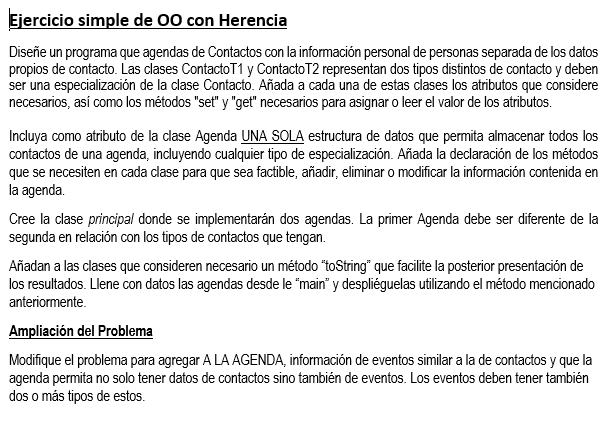 Ejercicio simple de OO con Herencia
Diseñe un programa que agendas de Contactos con la información personal de personas separada de los datos
propios de contacto. Las clases ContactoT1 y ContactoT2 representan dos tipos distintos de contacto y deben
ser una especialización de la clase Contacto. Añada a cada una de estas clases los atributos que considere
necesarios, así como los métodos "set" y "get" necesarios para asignar o leer el valor de los atributos.
Incluya como atributo de la clase Agenda UNA SOLA estructura de datos que permita almacenar todos los
contactos de una agenda, incluyendo cualquier tipo de especialización. Añada la declaración de los métodos
que se necesiten en cada clase para que sea factible, añadir, eliminar o modificar la información contenida en
la agenda.
Cree la clase principal donde se implementarán dos agendas. La primer Agenda debe ser diferente de la
segunda en relación con los tipos de contactos que tengan.
Añadan a las clases que consideren necesario un método “toString” que facilite la posterior presentación de
los resultados. Llene con datos las agendas desde le “main” y despliéguelas utilizando el método mencionado
anteriormente.
Ampliación del Problema
Modifique el problema para agregar A LA AGENDA, información de eventos similar a la de contactos y que la
agenda permita no solo tener datos de contactos sino también de eventos. Los eventos deben tener también
dos o más tipos de estos.